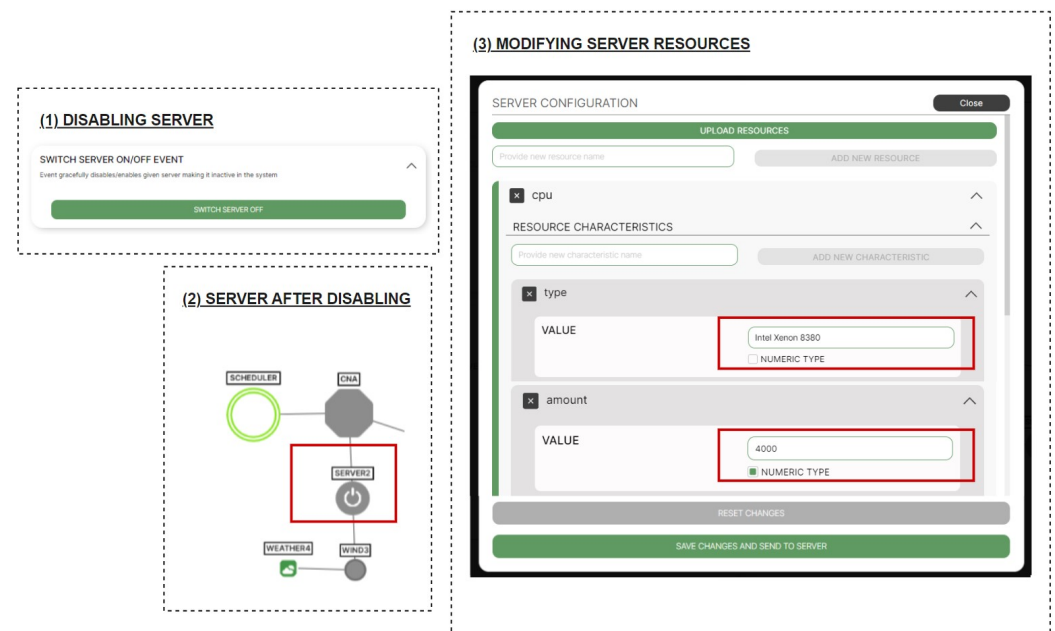 (1) DISABLING SERVER
SWITCH SERVER ON/OFF EVENT
Event gracefully disables/enables given server making it inactive in the system
SWITCH SERVER OFF
(2) SERVER AFTER DISABLING
SCHEDULER
CNA
SERVER2
WEATHER4
WIND3
(3) MODIFYING SERVER RESOURCES
SERVER CONFIGURATION
Close
UPLOAD RESOURCES
Provide new resource name
ADD NEW RESOURCE
cpu
RESOURCE CHARACTERISTICS
Provide new characteristic name
ADD NEW CHARACTERISTIC
type
VALUE
Intel Xenon 8380
NUMERIC TYPE
amount
VALUE
4000
NUMERIC TYPE
RESET CHANGES
SAVE CHANGES AND SEND TO SERVER